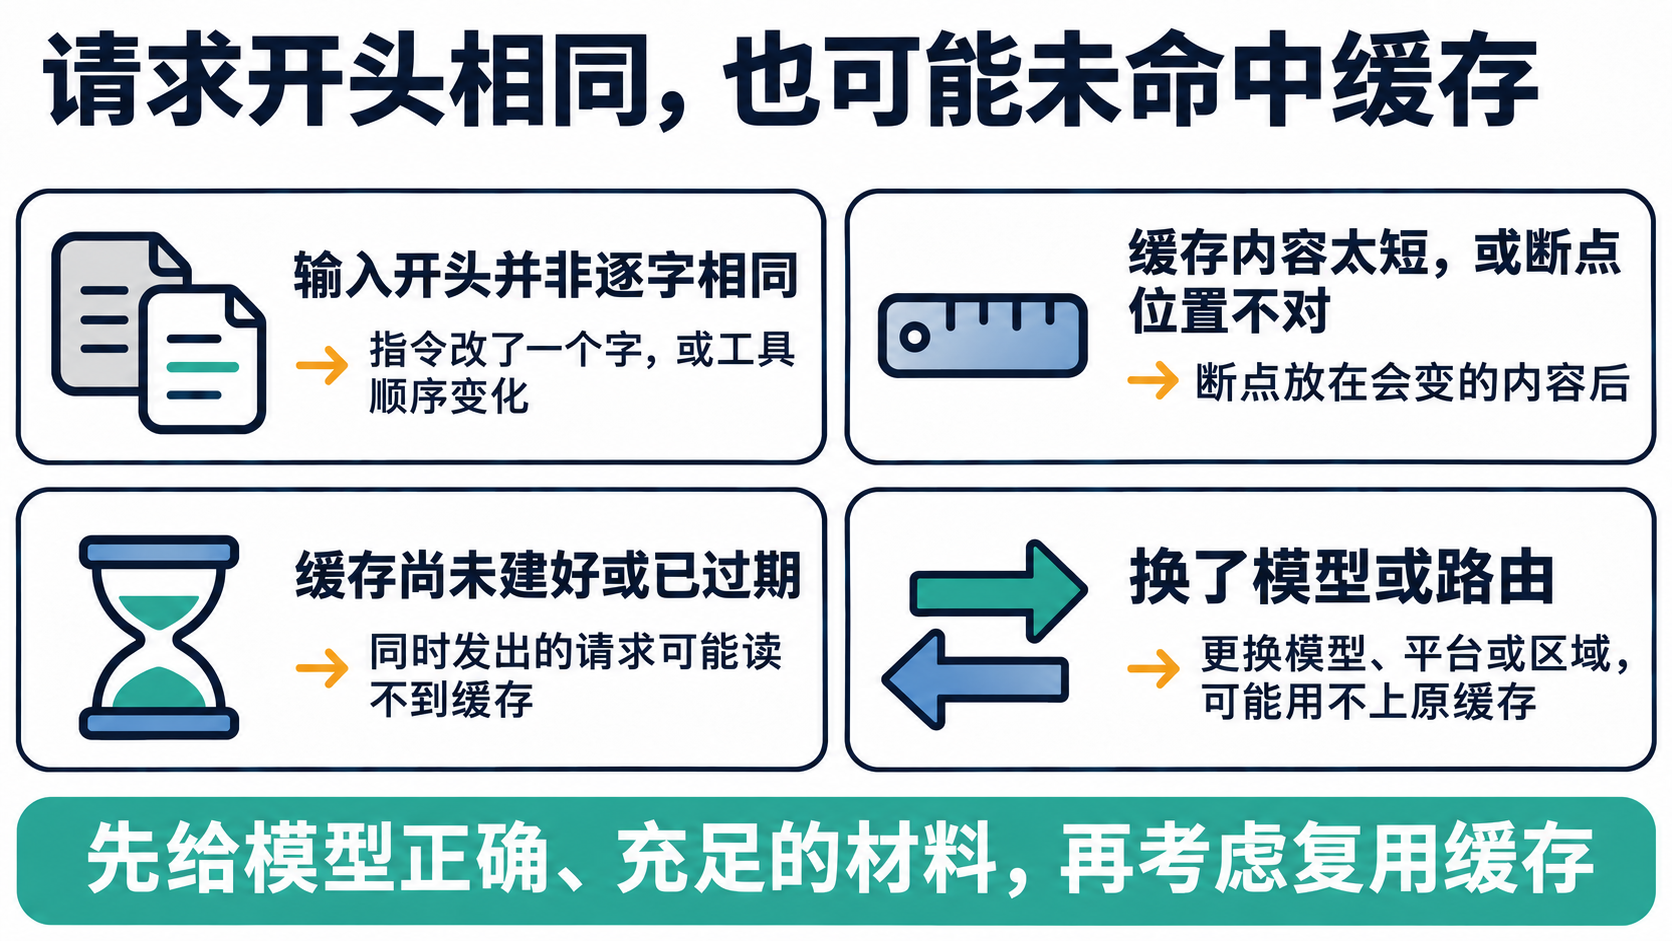 请求开头相同，也可能未命中缓存
输入开头并非逐字相同
指令改了一个字，或工具
顺序变化
缓存内容太短，或断点
位置不对
断点放在会变的内容后
缓存尚未建好或已过期
同时发出的请求可能读
不到缓存
换了模型或路由
更换模型、平台或区域，
可能用不上原缓存
先给模型正确、充足的材料，再考虑复用缓存